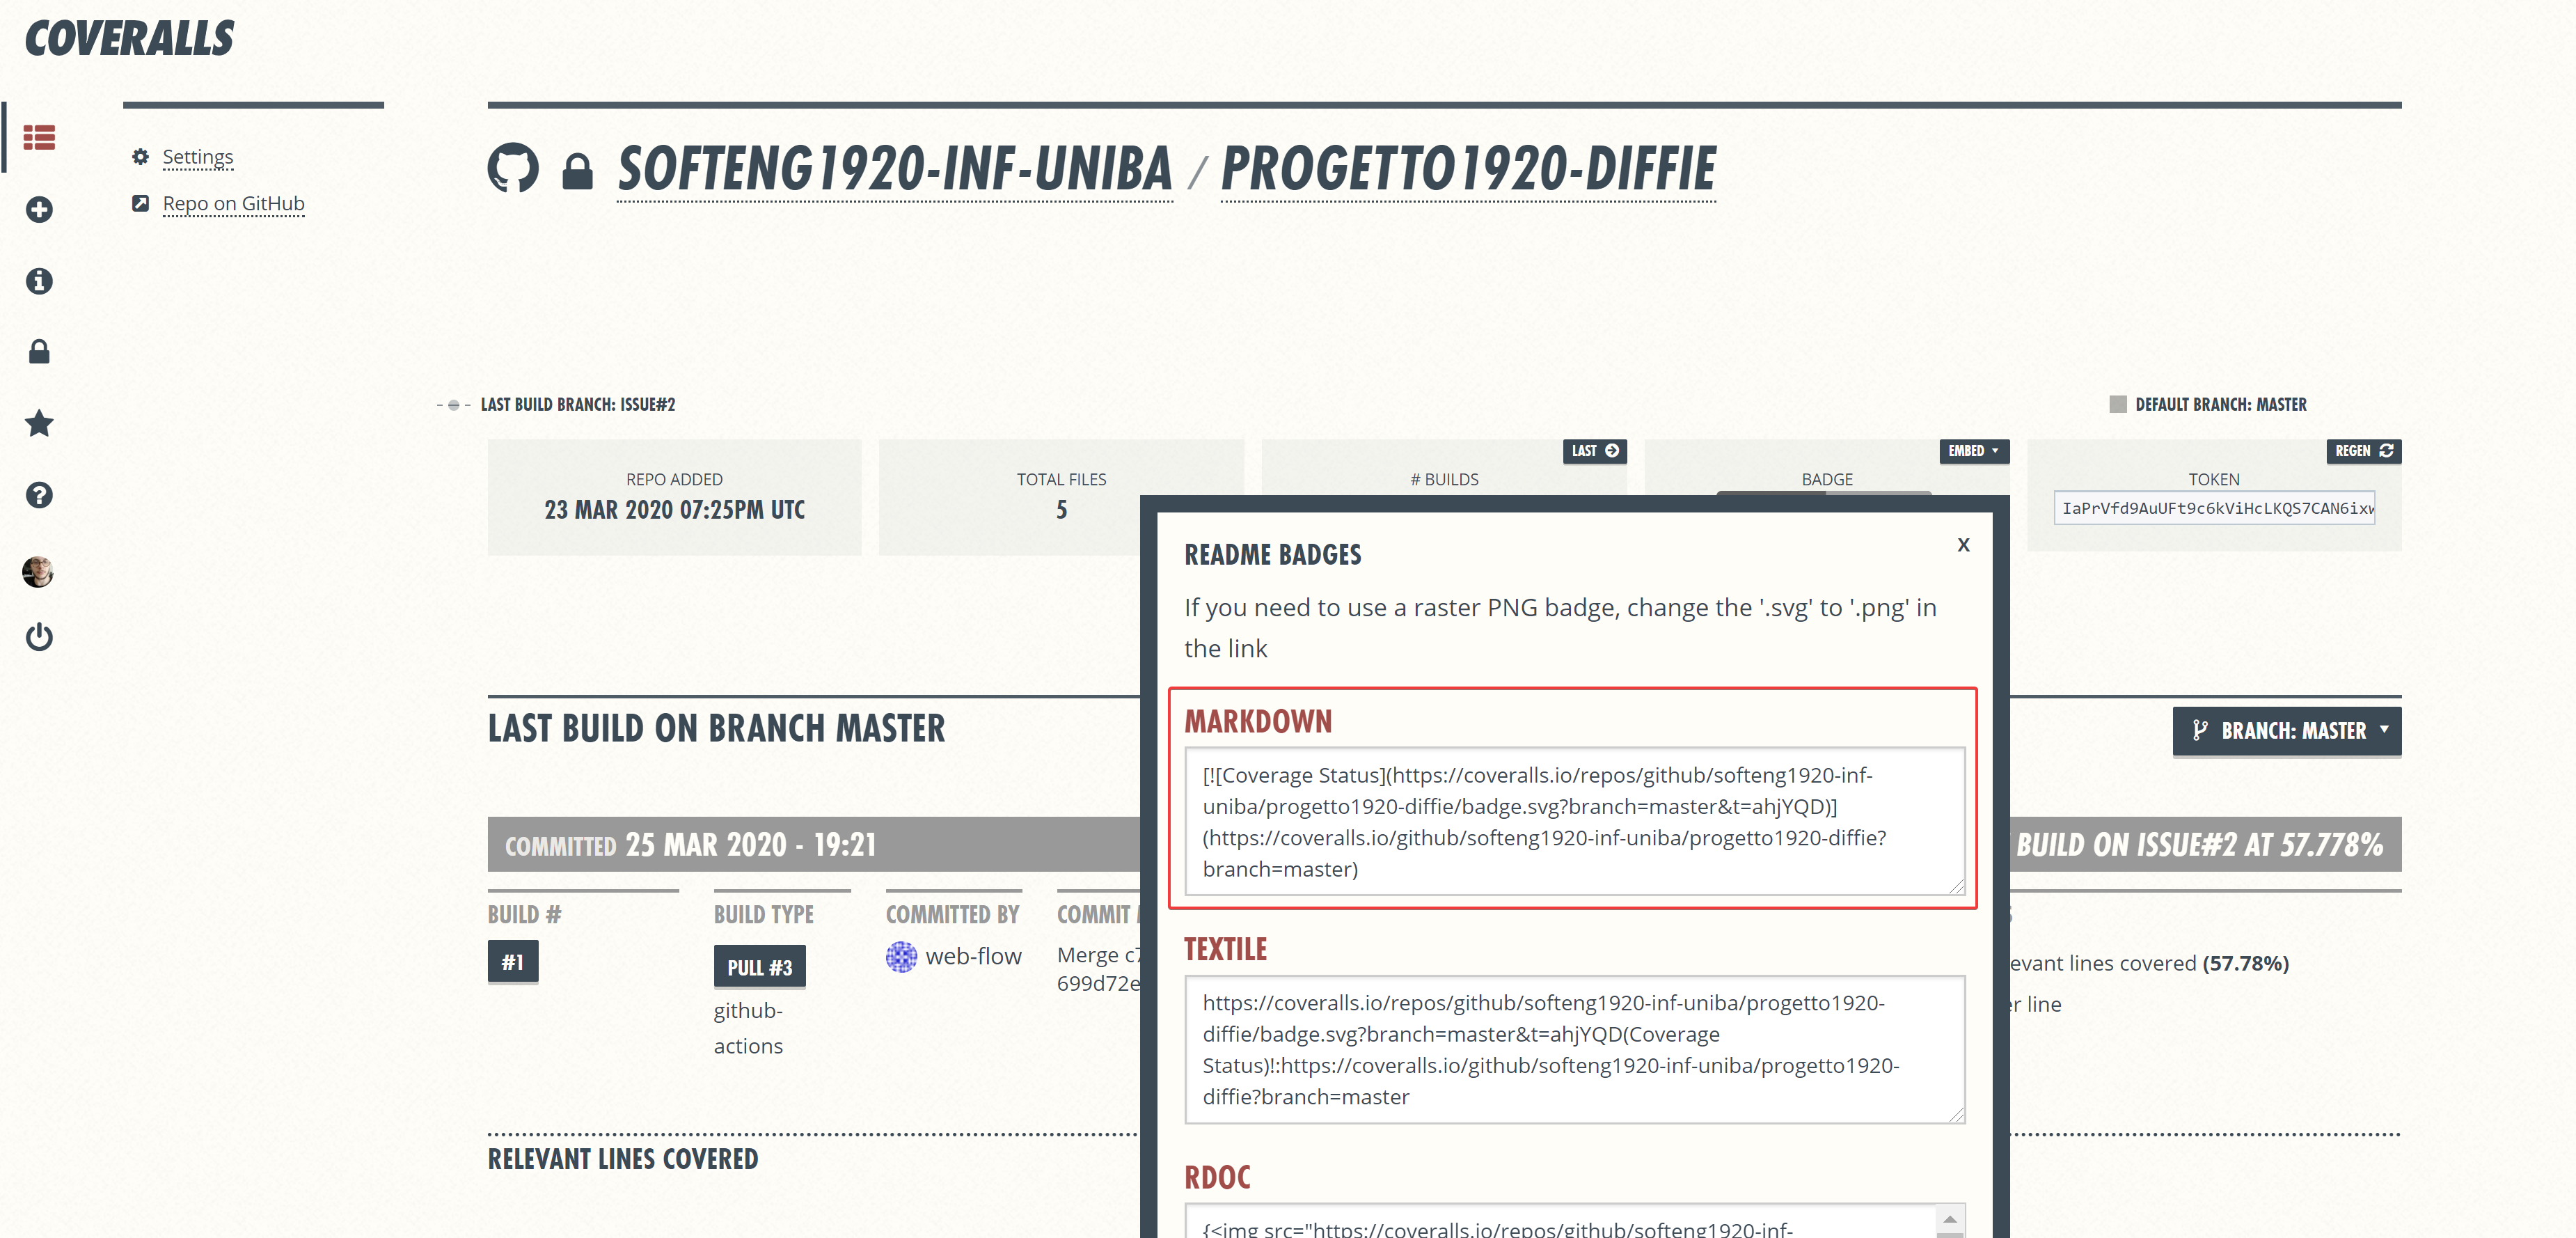 COVERALLS
Settings
Repo on GitHub
SOFTENG1920-INF-UNIBA / PROGETTO1920-DIFFIE
LAST BUILD BRANCH: ISSUE#2
DEFAULT BRANCH: MASTER
REPO ADDED
23 MAR 2020 07:25PM UTC
TOTAL FILES
5
LAST
# BUILDS
EMBED
BADGE
REGEN
TOKEN
IaPrVfd9AuUFt9c6kViHcLKQS7CAN6ixw
README BADGES
X
If you need to use a raster PNG badge, change the '.svg' to '.png' in
the link
MARKDOWN
[![Coverage Status](https://coveralls.io/repos/github/softeng1920-inf-
uniba/progetto1920-diffie/badge.svg?branch=master&t=ahjYQD)]
(https://coveralls.io/github/softeng1920-inf-uniba/progetto1920-diffie?
branch=master)
TEXTILE
https://coveralls.io/repos/github/softeng1920-inf-uniba/progetto1920-
diffie/badge.svg?branch=master&t=ahjYQD(Coverage
Status)!:https://coveralls.io/github/softeng1920-inf-uniba/progetto1920-
diffie?branch=master
RDOC
{<img src="https://coveralls.io/repos/github/softeng1920-inf-
LAST BUILD ON BRANCH MASTER
BRANCH: MASTER
COMMITTED 25 MAR 2020 - 19:21
BUILD ON ISSUE#2 AT 57.778%
BUILD #
#1
BUILD TYPE
PULL #3
github-
actions
COMMITTED BY
web-flow
COMMIT
Merge c7
699d72e
evant lines covered (57.78%)
er line
RELEVANT LINES COVERED